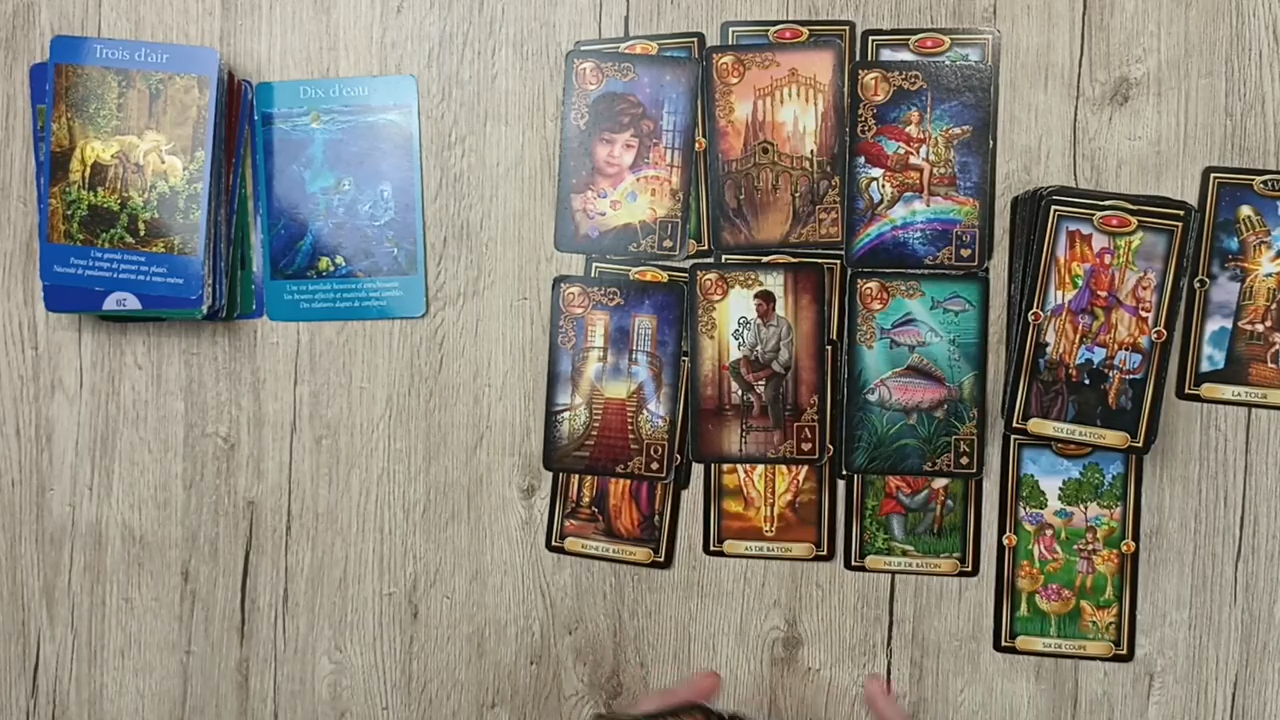 Trois d'air
Une grande tristesse.
Prenez le temps de panser vos plaies.
Nécessité de pardonner à autrui ou à vous-même
20
Dix d'eau
Une vie familiale heureuse et enrichissante
Vos besoins affectifs et matériels sont comblés.
Des relations dignes de confiance
13
J
38
1
9
22
Q
28
A
34
K
REINE DE BÂTON
AS DE BÂTON
NEUF DE BÂTON
SIX DE BÂTON
SIX DE COUPE
LA TOUR